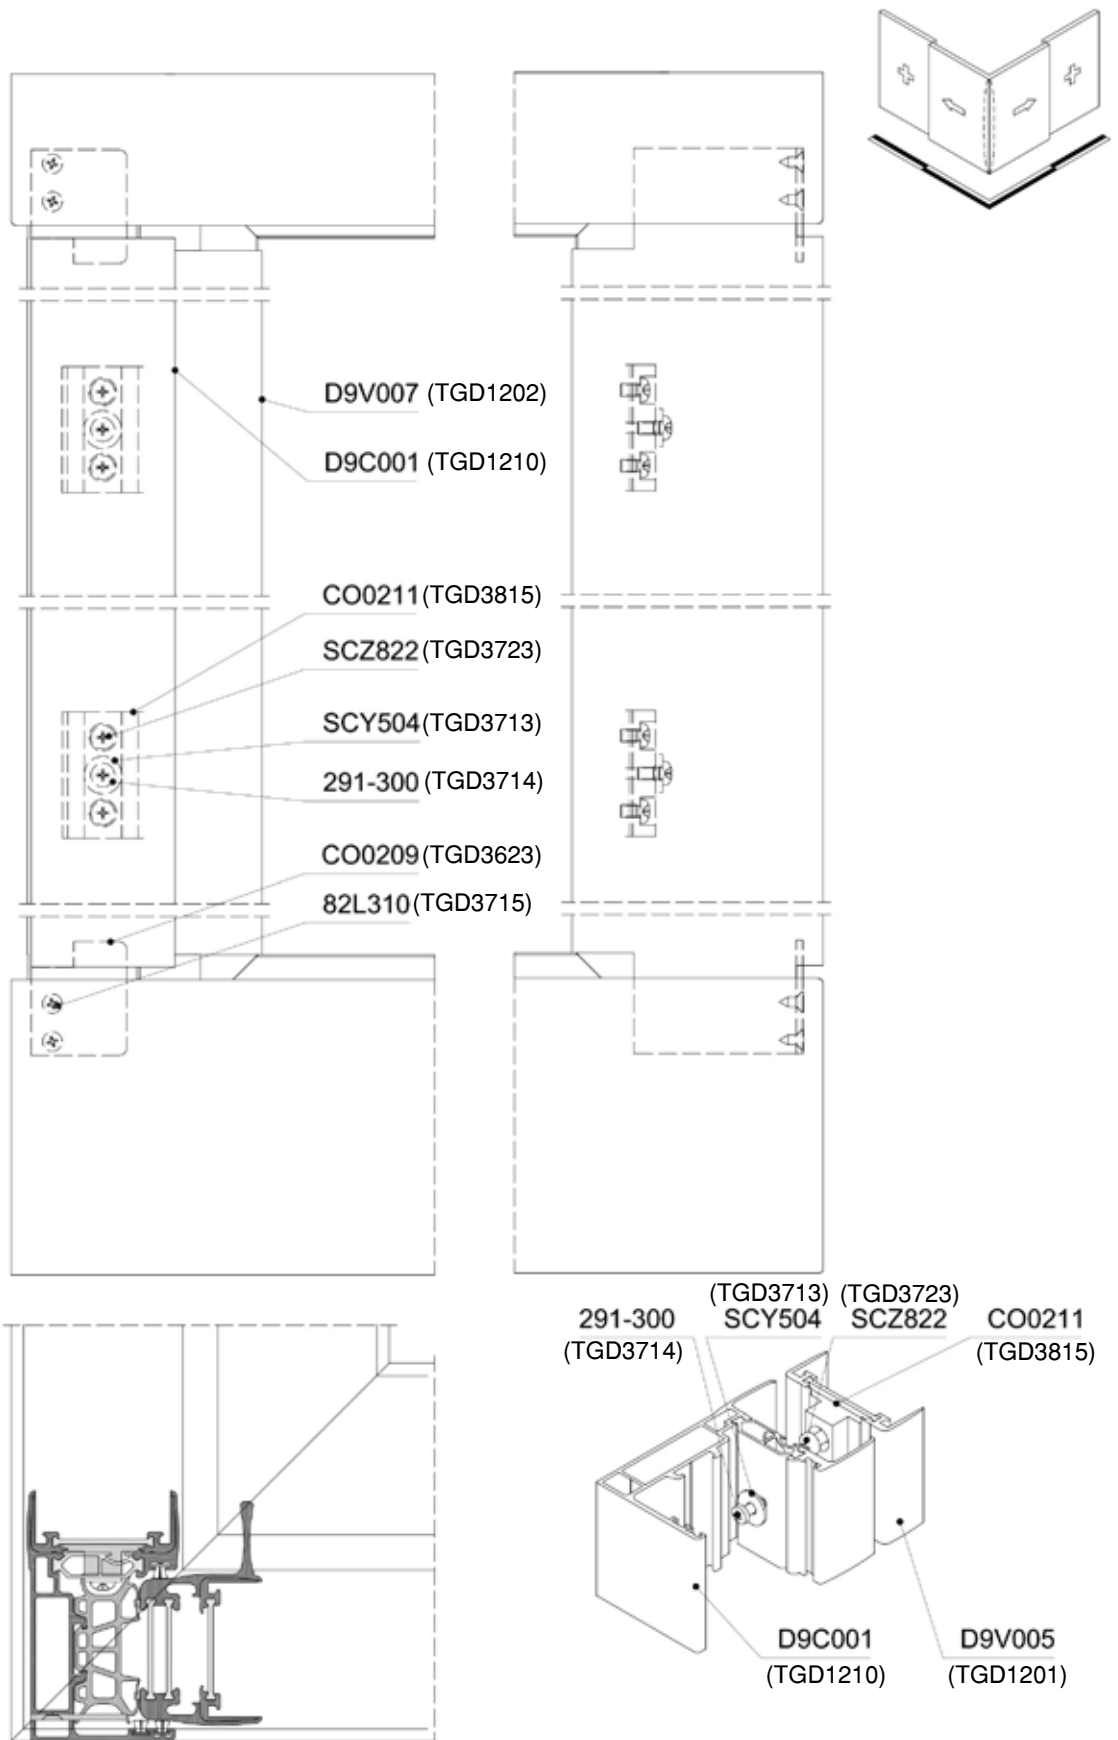 D9V007 (TGD1202)
D9C001 (TGD1210)
CO0211 (TGD3815)
SCZ822 (TGD3723)
SCY504 (TGD3713)
291-300 (TGD3714)
CO0209 (TGD3623)
82L310 (TGD3715)
(TGD3713) (TGD3723)
291-300 SCY504 SCZ822 CO0211
(TGD3714) (TGD3815)
D9C001 D9V005
(TGD1210) (TGD1201)